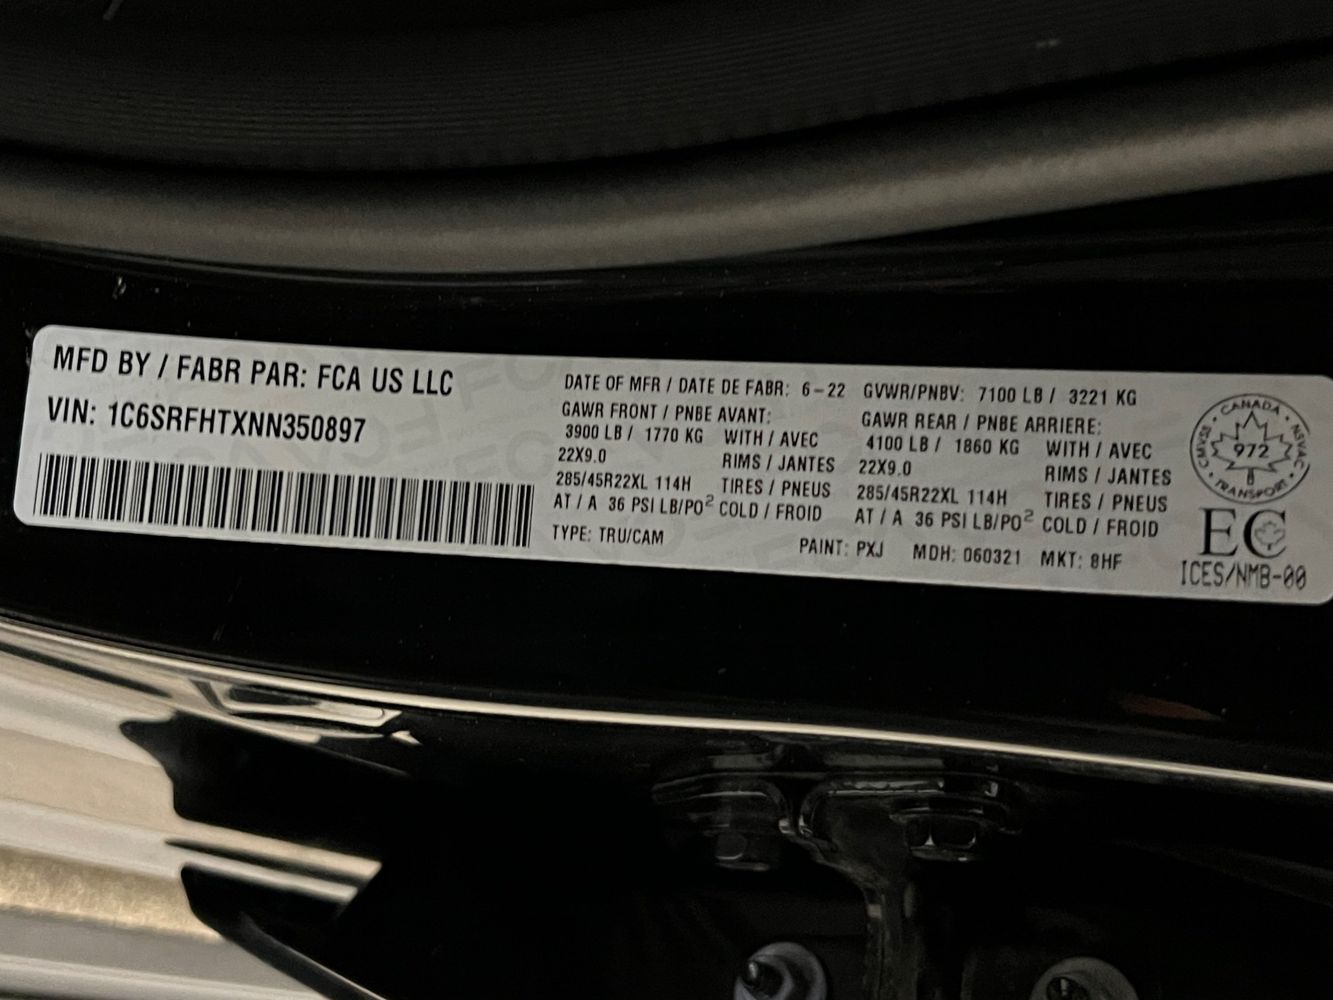 MFD BY / FABR PAR: FCA US LLC
VIN: 1C6SRFHTXNN350897
DATE OF MFR / DATE DE FABR: 6-22 GVWR/PNBV: 7100 LB / 3221 KG
GAWR FRONT / PNBE AVANT:
3900 LB / 1770 KG WITH / AVEC
22X9.0 RIMS / JANTES
285/45R22XL 114H TIRES / PNEUS
AT / A 36 PSI LB/PO² COLD / FROID
GAWR REAR / PNBE ARRIERE:
4100 LB / 1860 KG WITH / AVEC
22X9.0 RIMS / JANTES
285/45R22XL 114H TIRES / PNEUS
AT / A 36 PSI LB/PO² COLD / FROID
TYPE: TRU/CAM PAINT: PXJ MDH: 060321 MKT: 8HF
CANADA
CMVSS NSVAC
972
TRANSPORT
EC
ICES/NMB-00